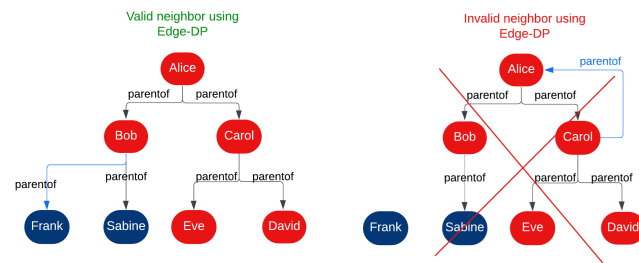 Valid neighbor using
Edge-DP
Alice
parentof parentof
Bob Carol
parentof parentof parentof parentof
Frank Sabine Eve David
Invalid neighbor using
Edge-DP
parentof
Alice
parentof parentof
Bob Carol
parentof parentof parentof
Frank Sabine Eve David